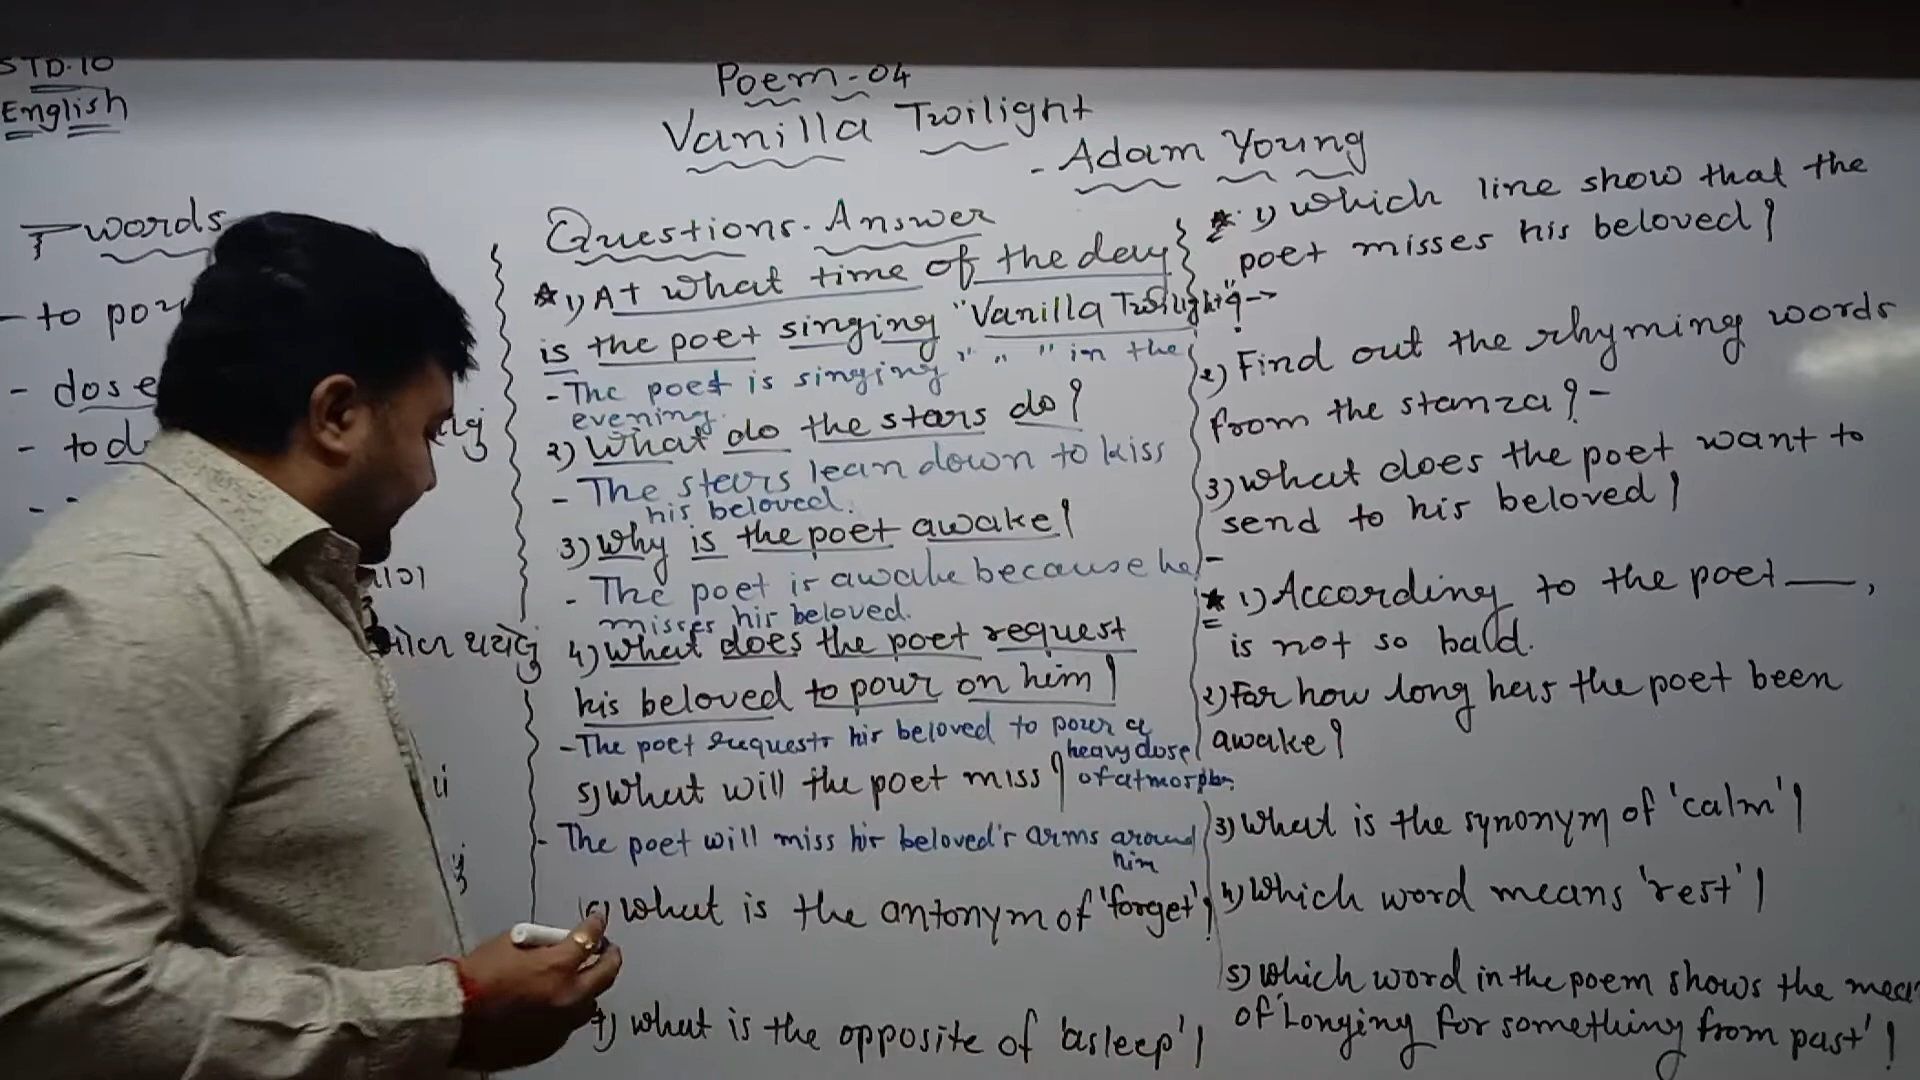 STD.10
English
Poem-04
Vanilla Twilight
- Adam Young
words
- to pou
- dose
- to d
Questions. Answer
* 1) At what time of the day
is the poet singing "Vanilla Twilight"?
- The poet is singing " " " in the
evening.
2) What do the stars do?
- The stars lean down to kiss
his beloved.
3) Why is the poet awake?
- The poet is awake because he
misses his beloved.
4) What does the poet request
his beloved to pour on him?
- The poet requests his beloved to pour a
heavy dose
of atmosphe.
5) What will the poet miss?
- The poet will miss his beloved's arms around
him
6) What is the antonym of 'forget'?
7) what is the opposite of 'asleep'?
* 1) Which line show that the
poet misses his beloved?
2) Find out the rhyming words
from the stanza? -
3) What does the poet want to
send to his beloved?
-
* 1) According to the poet ___,
is not so bad.
2) For how long has the poet been
awake?
3) What is the synonym of 'calm'?
4) Which word means 'rest'?
5) Which word in the poem shows the mea
of 'Longing for something from past'?